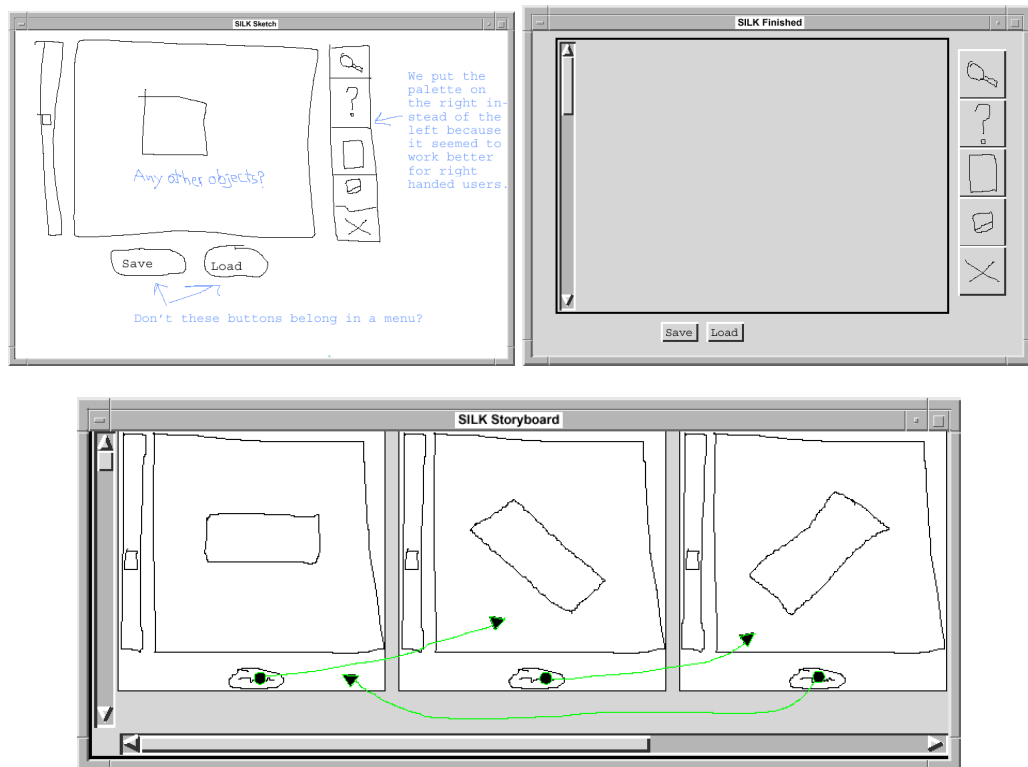 SILK Sketch
We put the
palette on
the right in-
stead of the
left because
it seemed to
work better
for right
handed users.
?
Any other objects?
Save
Load
Don't these buttons belong in a menu?
SILK Finished
?
Save
Load
SILK Storyboard